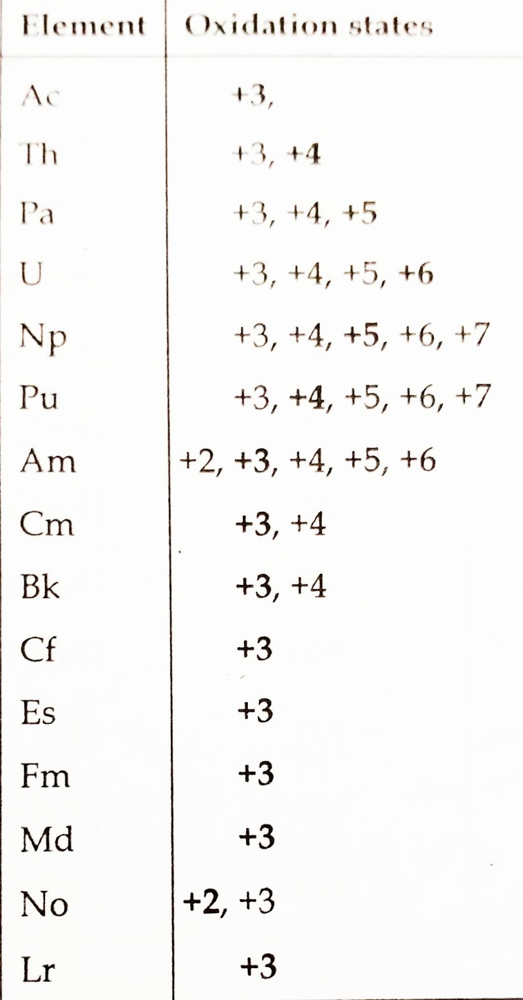 Element Oxidation states
Ac +3,
Th +3, +4
Pa +3, +4, +5
U +3, +4, +5, +6
Np +3, +4, +5, +6, +7
Pu +3, +4, +5, +6, +7
Am +2, +3, +4, +5, +6
Cm +3, +4
Bk +3, +4
Cf +3
Es +3
Fm +3
Md +3
No +2, +3
Lr +3